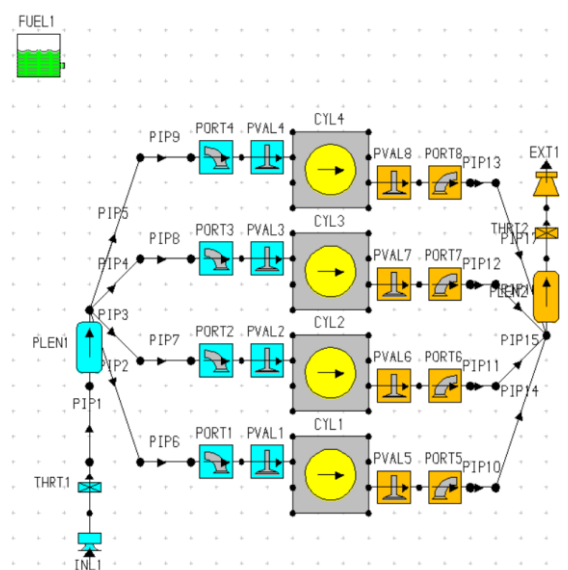 FUEL1
CYL4
PIP9 PORT4 PVAL4
PVAL8 PORT8 PIP13 EXT1
PIP5
CYL3
THRT2
PIP8 PORT3 PVAL3
PIP4
PVAL7 PORT7 PIP12
PIP3
CYL2
PLEN1
PIP7 PORT2 PVAL2
PIP15
PIP2
PVAL6 PORT6 PIP11
PIP14
PIP1
CYL1
PIP6 PORT1 PVAL1
PVAL5 PORT5 PIP10
THRT1
INL1